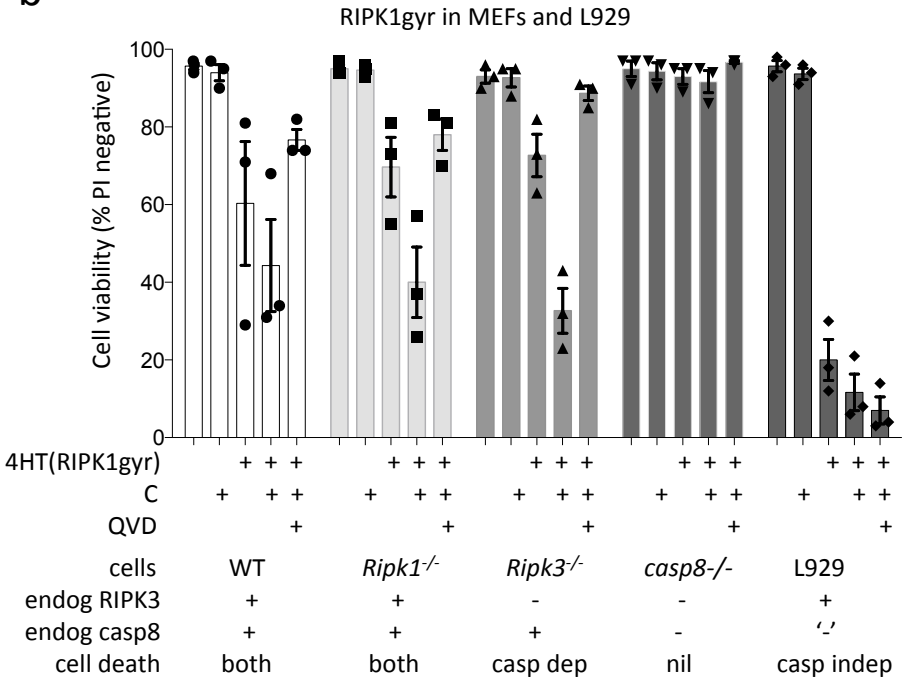 RIPK1gyr in MEFs and L929
Cell viability (% PI negative)
100
80
60
40
20
0
4HT(RIPK1gyr) + + + + + + + + + + + + + + +
C + + + + + + + + + + + + + + +
QVD + + + + +
cells WT Ripk1-/- Ripk3-/- casp8-/- L929
endog RIPK3 + + - - +
endog casp8 + + + - ‘-’
cell death both both casp dep nil casp indep